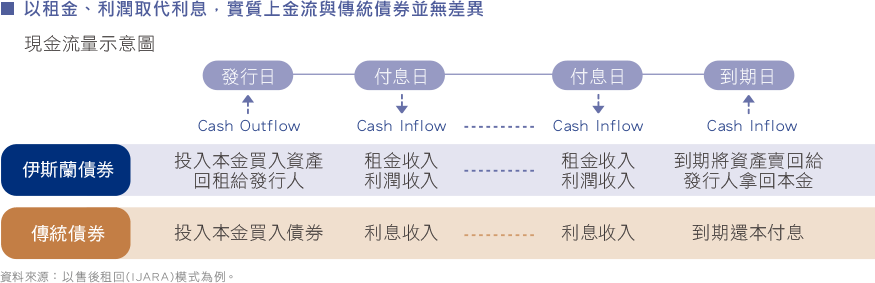 以租金、利潤取代利息，實質上金流與傳統債券並無差異
現金流量示意圖
發行日 付息日 付息日 到期日
Cash Outflow Cash Inflow Cash Inflow Cash Inflow
伊斯蘭債券
投入本金買入資產 租金收入 租金收入 到期將資產賣回給
回租給發行人 利潤收入 利潤收入 發行人拿回本金
傳統債券 投入本金買入債券 利息收入 利息收入 到期還本付息
資料來源：以售後租回(IJARA)模式為例。